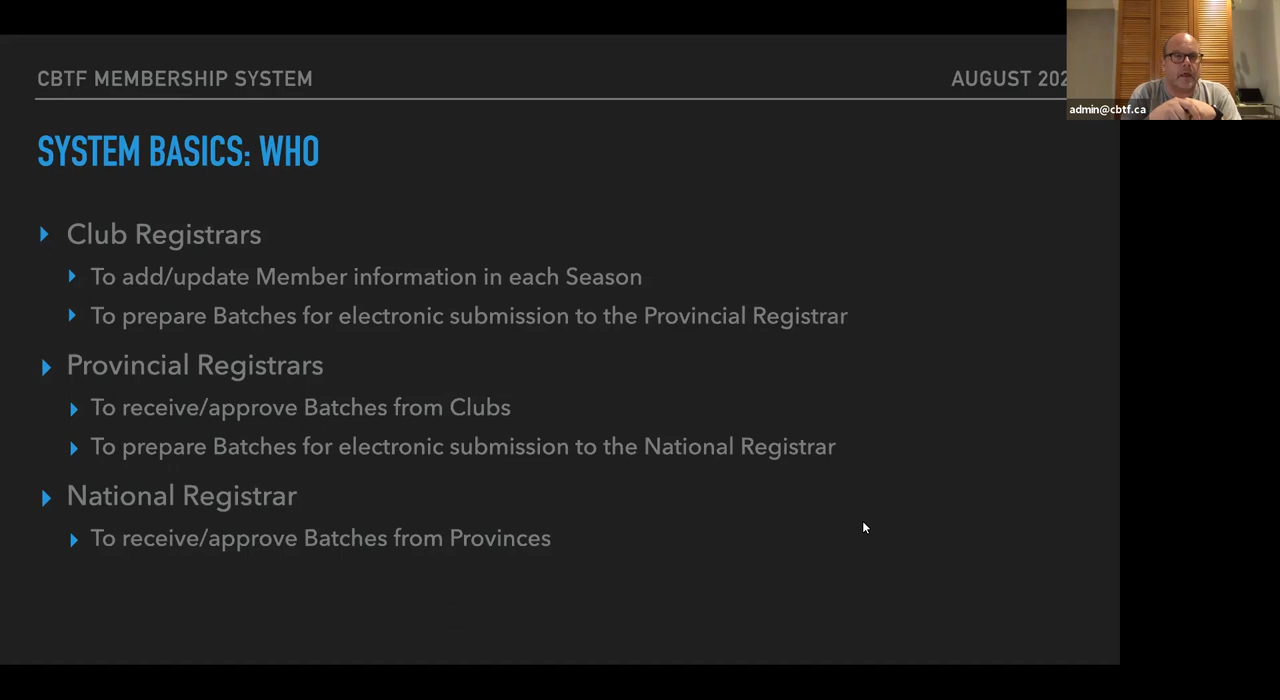 CBTF MEMBERSHIP SYSTEM
AUGUST 202
admin@cbtf.ca
SYSTEM BASICS: WHO
Club Registrars
To add/update Member information in each Season
To prepare Batches for electronic submission to the Provincial Registrar
Provincial Registrars
To receive/approve Batches from Clubs
To prepare Batches for electronic submission to the National Registrar
National Registrar
To receive/approve Batches from Provinces